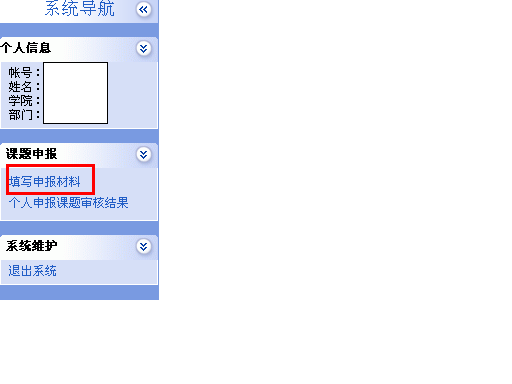 系统导航
个人信息
帐号：
姓名：
学院：
部门：
课题申报
填写申报材料
个人申报课题审核结果
系统维护
退出系统